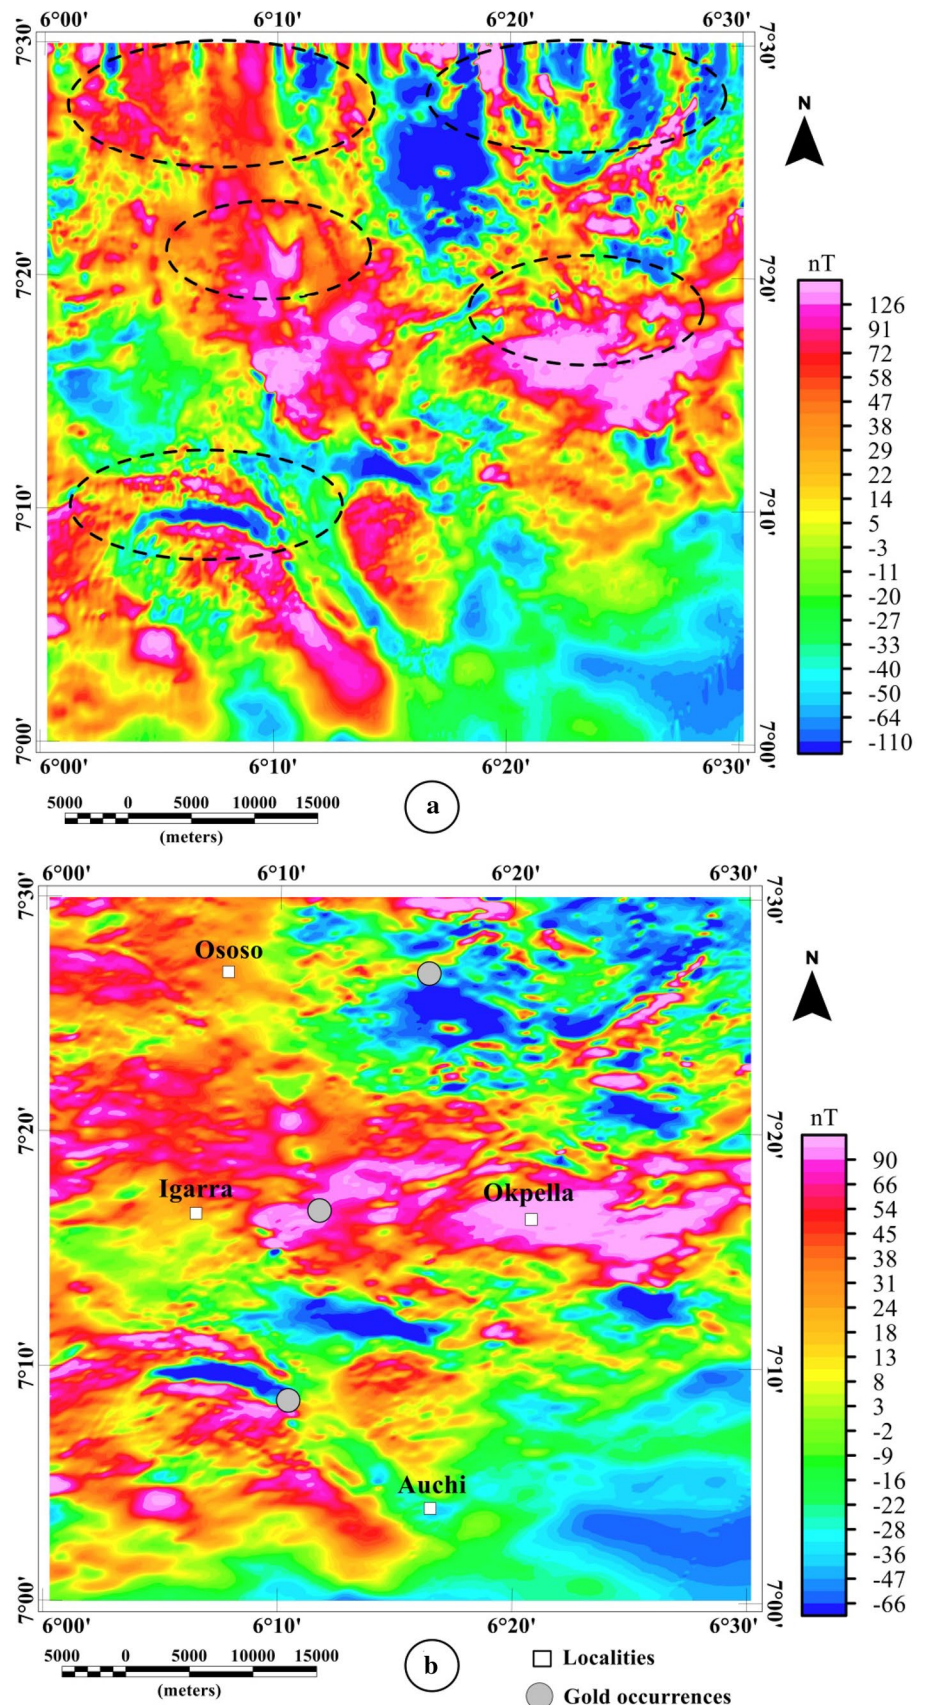 6°00' 6°10' 6°20' 6°30'
7°30' 7°30'
N
7°20' 7°20'
nT
126
91
72
58
47
38
29
22
14
5
-3
-11
-20
-27
-33
-40
-50
-64
-110
7°10' 7°10'
7°00' 7°00'
6°00' 6°10' 6°20' 6°30'
5000 0 5000 10000 15000
(meters)
a
6°00' 6°10' 6°20' 6°30'
7°30' 7°30'
Ososo
N
7°20' 7°20'
nT
90
66
54
45
38
31
24
18
13
8
3
-2
-9
-16
-22
-28
-36
-47
-66
Igarra
Okpella
7°10' 7°10'
Auchi
7°00' 7°00'
6°00' 6°10' 6°20' 6°30'
5000 0 5000 10000 15000
(meters)
b
Localities
Gold occurrences